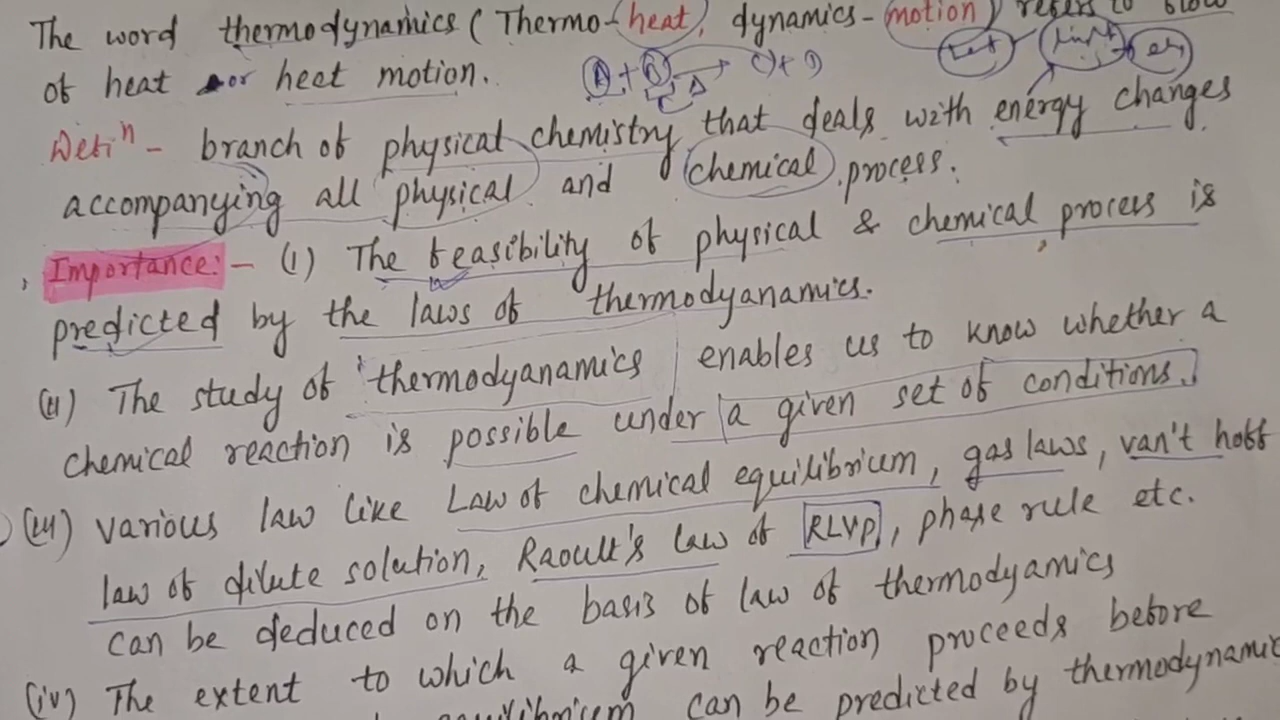 The word thermodynamics (Thermo-heat, dynamics-motion) refers to flow
of heat or heat motion.
A + B → C + D
Δ
Defiⁿ - branch of physical chemistry that deals with energy changes
accompanying all physical and chemical process.
Importance:- (i) The feasibility of physical & chemical process is
predicted by the laws of thermodyanamics.
(ii) The study of thermodyanamics enables us to know whether a
chemical reaction is possible under a given set of conditions.
(iii) various law like Law of chemical equilibrium, gas laws, van't hoff
law of dilute solution, Raoult's law of RLVP, phase rule etc.
can be deduced on the basis of law of thermodyamics
(iv) The extent to which a given reaction proceeds before
equilibrium can be predicted by thermodynamic